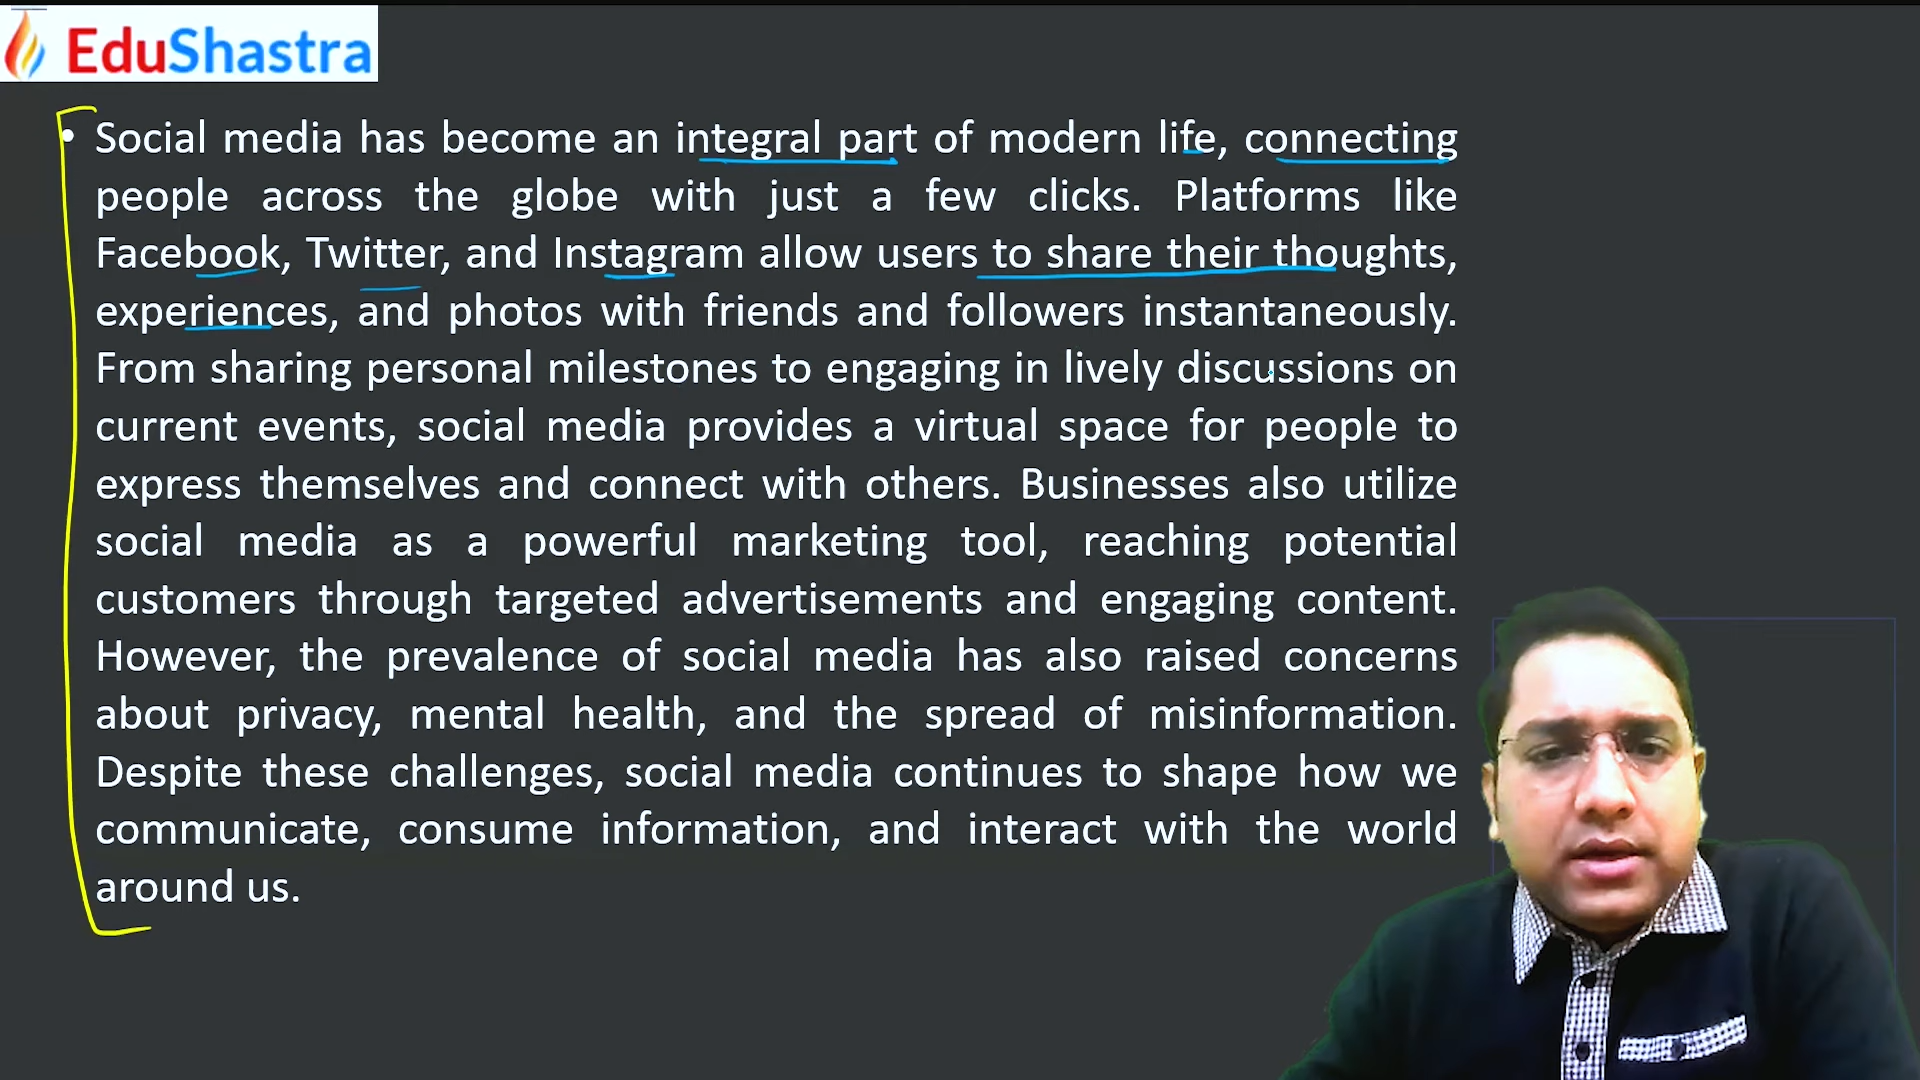 EduShastra
• Social media has become an integral part of modern life, connecting
people across the globe with just a few clicks. Platforms like
Facebook, Twitter, and Instagram allow users to share their thoughts,
experiences, and photos with friends and followers instantaneously.
From sharing personal milestones to engaging in lively discussions on
current events, social media provides a virtual space for people to
express themselves and connect with others. Businesses also utilize
social media as a powerful marketing tool, reaching potential
customers through targeted advertisements and engaging content.
However, the prevalence of social media has also raised concerns
about privacy, mental health, and the spread of misinformation.
Despite these challenges, social media continues to shape how we
communicate, consume information, and interact with the world
around us.